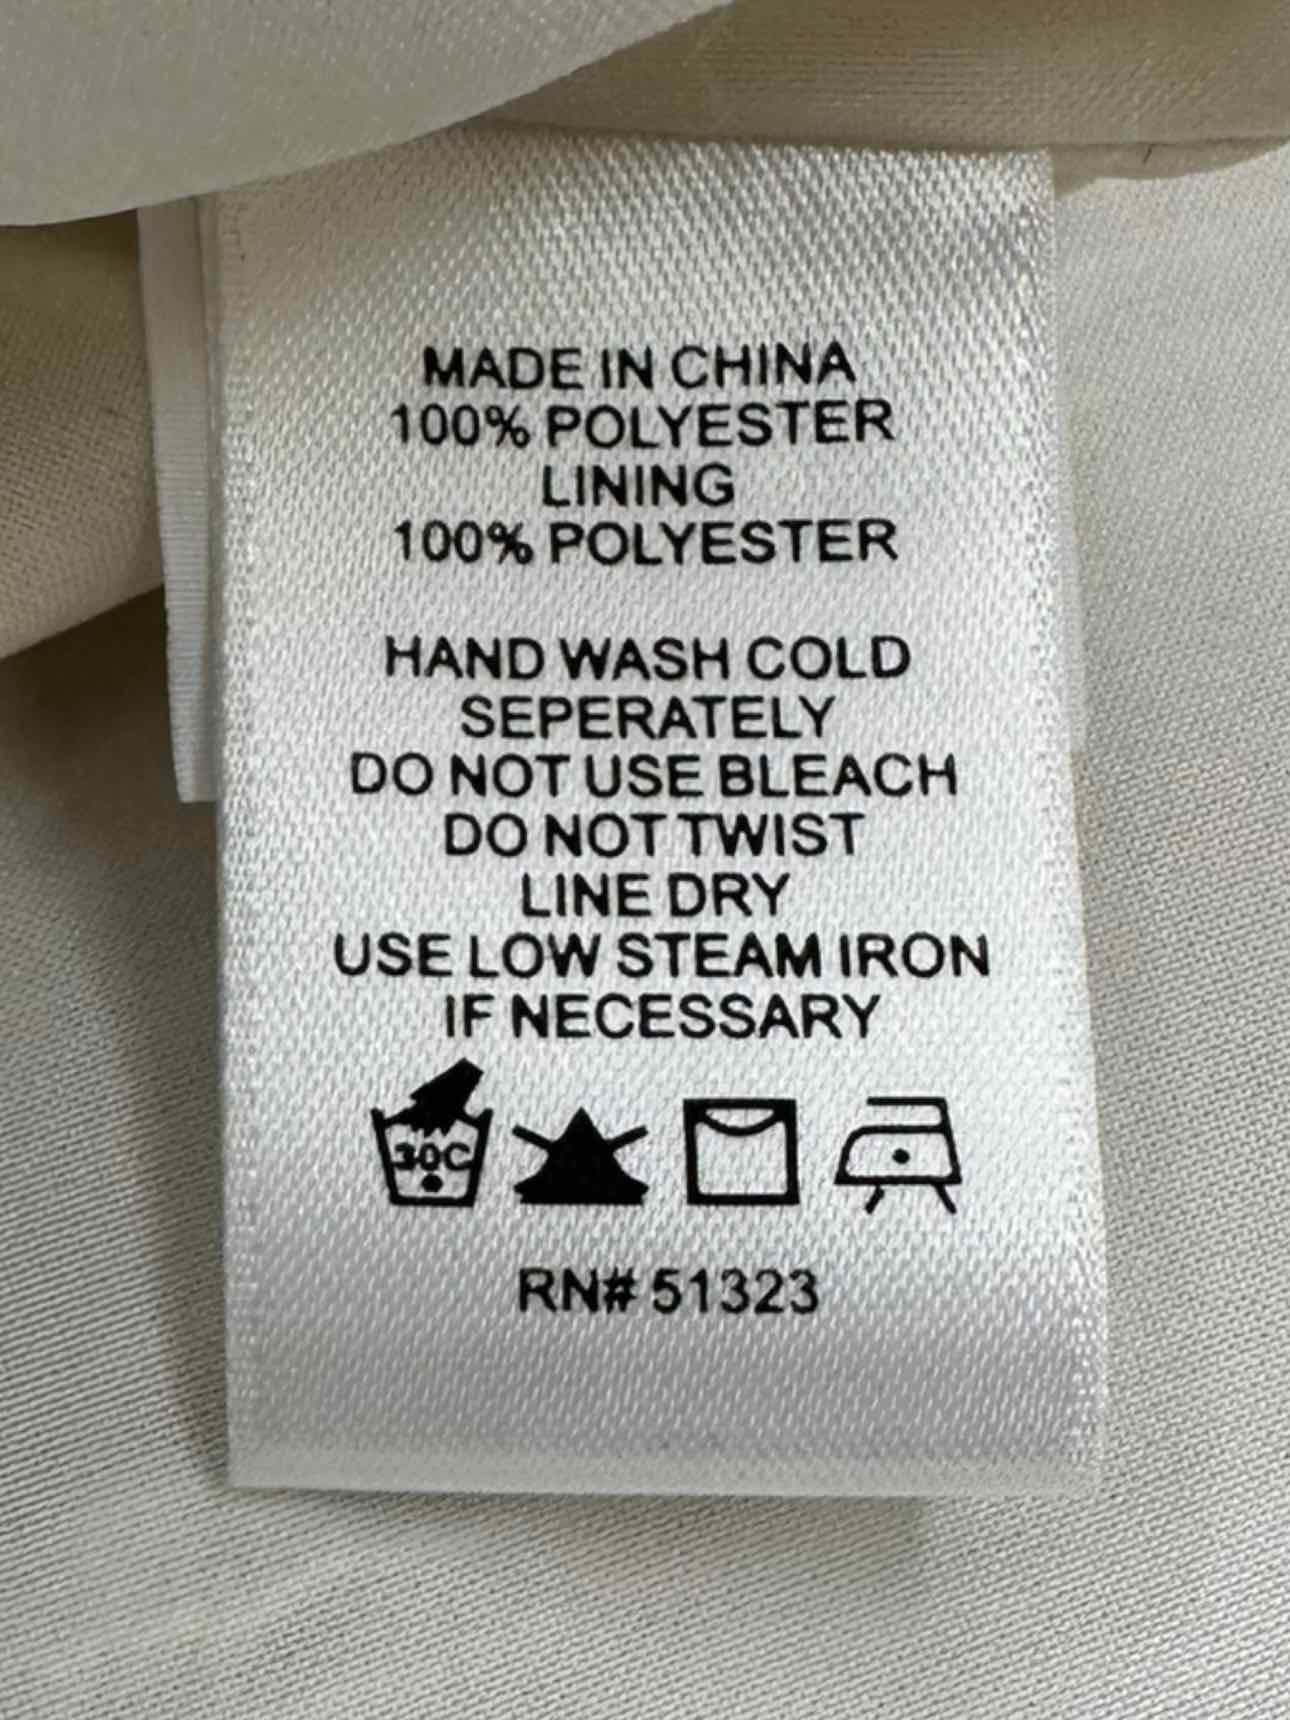 MADE IN CHINA
100% POLYESTER
LINING
100% POLYESTER
HAND WASH COLD
SEPERATELY
DO NOT USE BLEACH
DO NOT TWIST
LINE DRY
USE LOW STEAM IRON
IF NECESSARY
30C
RN# 51323